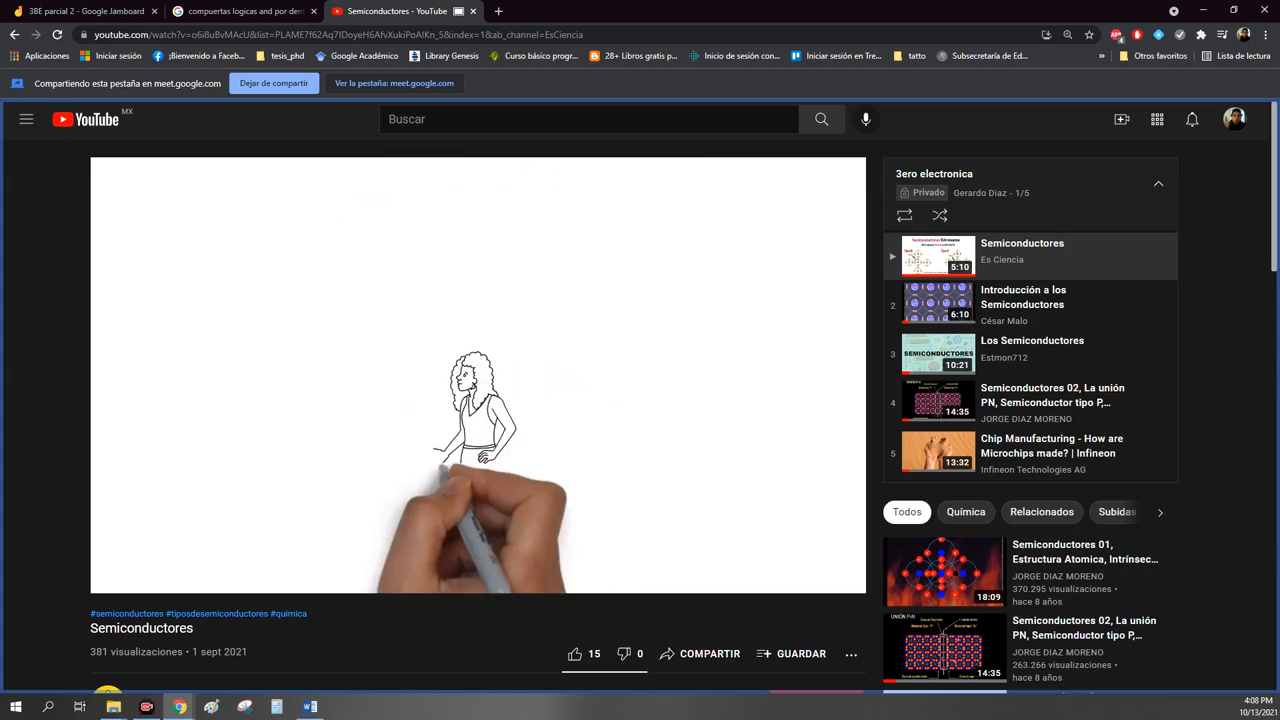 3BE parcial 2 - Google Jamboard
compuertas logicas and por den
Semiconductores - YouTube
youtube.com/watch?v=o6i8uBvMAcU&list=PLAME7f62Aq7IDoyeH6AfvXukiPoAIKn_5&index=1&ab_channel=EsCiencia
Aplicaciones
Inicio sesión
¡Bienvenido a Faceb...
tesis_phd
Google Académico
Library Genesis
Curso básico progr...
28+ Libros gratis p...
Inicio de sesión con...
Iniciar sesión en Tre...
tatto
Subsecretaría de Ed...
Otros favoritos
Lista de lectura
Compartiendo esta pestaña en meet.google.com
Dejar de compartir
Ver la pestaña: meet.google.com
YouTube MX
Buscar
3ero electronica
Privado Gerardo Diaz - 1/5
Semiconductores
Es Ciencia
5:10
2
Introducción a los
Semiconductores
César Malo
6:10
3
Los Semiconductores
Estmon712
SEMICONDUCTORES
10:21
4
Semiconductores 02, La unión
PN, Semiconductor tipo P,...
JORGE DIAZ MORENO
14:35
5
Chip Manufacturing - How are
Microchips made? | Infineon
Infineon Technologies AG
13:32
Todos
Química
Relacionados
Subidas
Semiconductores 01,
Estructura Atomica, Intrínsec...
JORGE DIAZ MORENO
370.295 visualizaciones •
hace 8 años
18:09
UNIÓN P-N
Semiconductores 02, La unión
PN, Semiconductor tipo P,...
JORGE DIAZ MORENO
263.266 visualizaciones •
hace 8 años
14:35
#semiconductores #tiposdesemiconductores #quimica
Semiconductores
381 visualizaciones • 1 sept 2021
15
0
COMPARTIR
GUARDAR
4:08 PM
10/13/2021